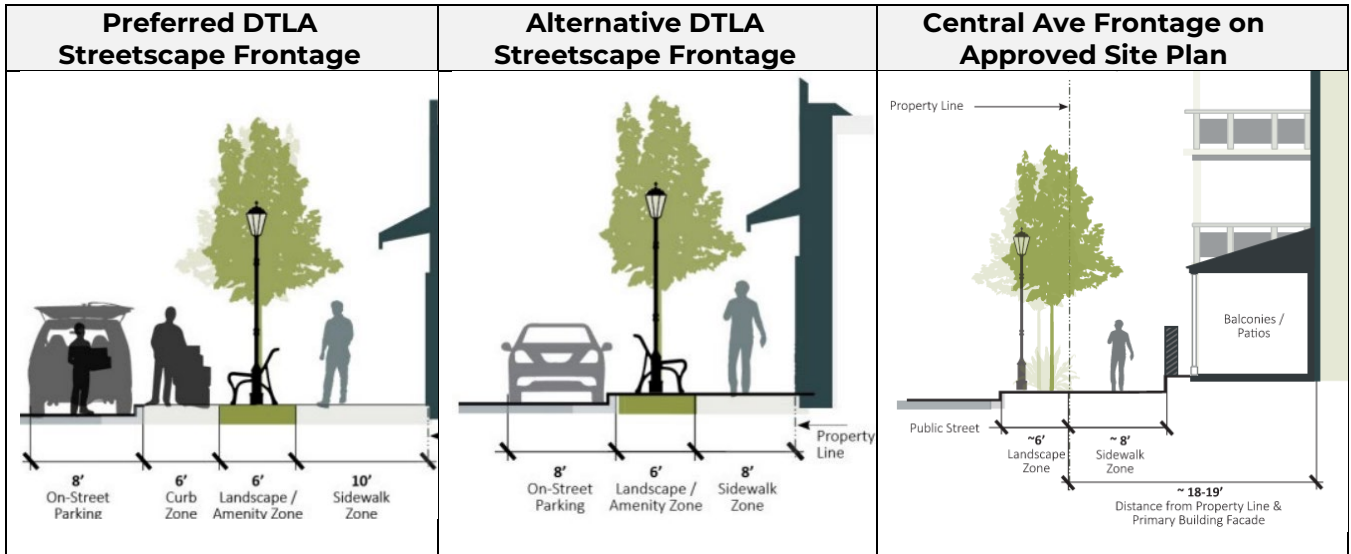 Preferred DTLA
Streetscape Frontage
Alternative DTLA
Streetscape Frontage
Central Ave Frontage on
Approved Site Plan
8'
On-Street
Parking
6'
Curb
Zone
6'
Landscape /
Amenity Zone
10'
Sidewalk
Zone
Property
Line
8'
On-Street
Parking
6'
Landscape /
Amenity Zone
8'
Sidewalk
Zone
Property Line
Balconies /
Patios
Public Street
~6'
Landscape
Zone
~ 8'
Sidewalk
Zone
~ 18-19'
Distance from Property Line &
Primary Building Facade